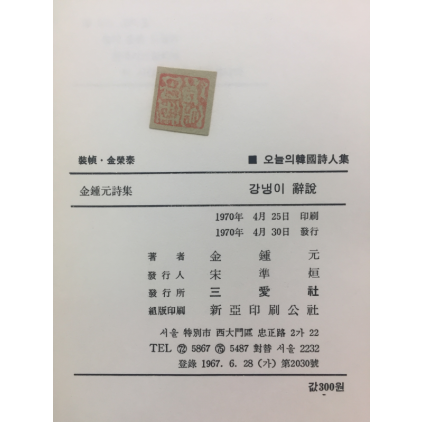 裝幀・金榮泰
■ 오늘의韓國詩人集
金鍾元詩集
강냉이 辭說
1970年 4月 25日 印刷
1970年 4月 30日 發行
著者 金鍾元
發行人 宋準烜
發行所 三愛社
組版印刷 新亞印刷公社
서울 特別市 西大門區 忠正路 2가 22
TEL 72 5867 75 5487 對替 서울 2232
登錄 1967. 6. 28 (가) 第2030號
값300원